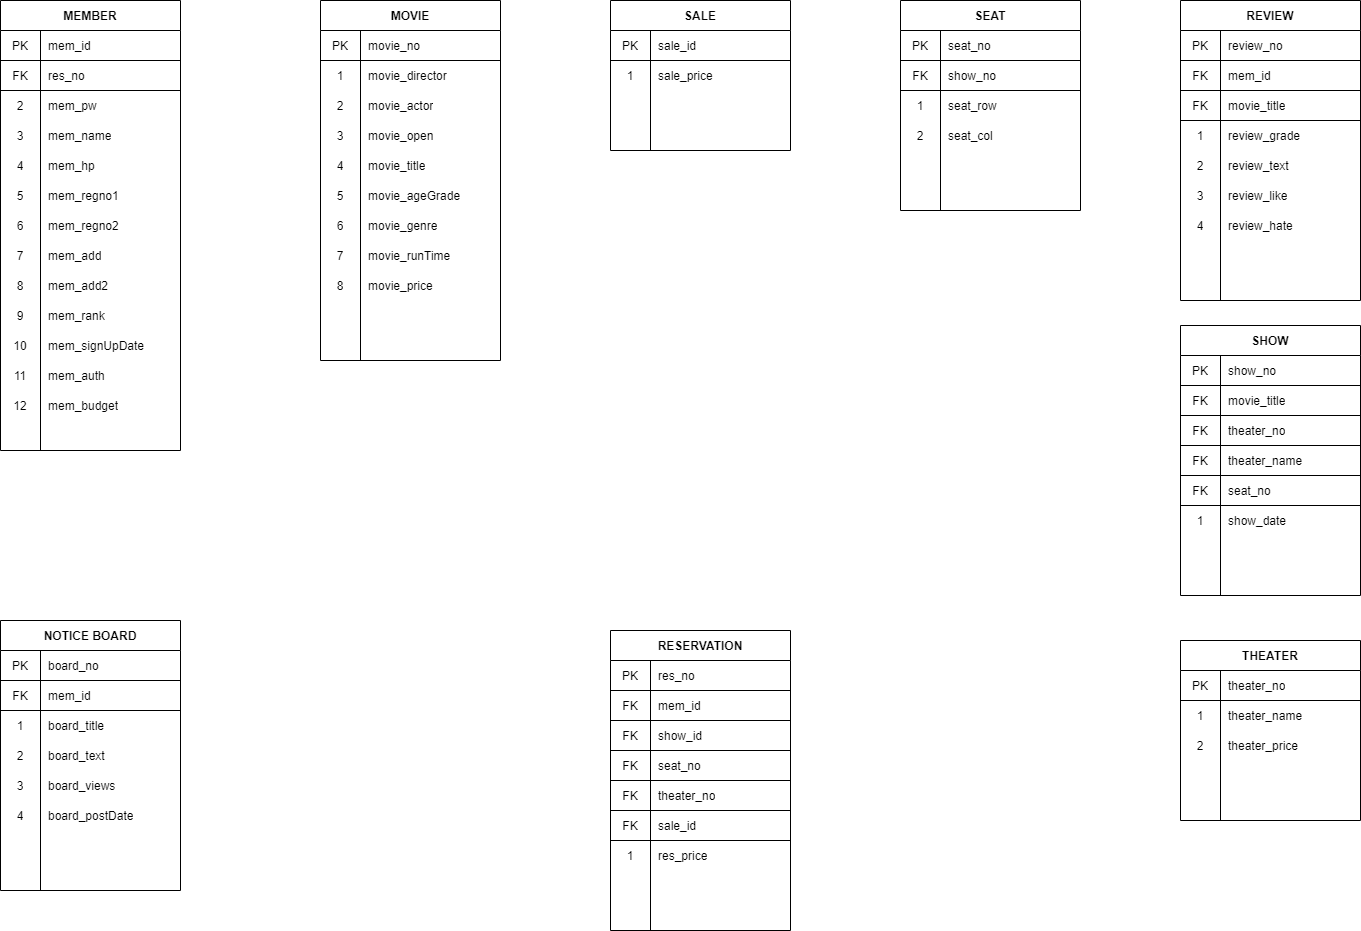 MEMBER
PK mem_id
FK res_no
2 mem_pw
3 mem_name
4 mem_hp
5 mem_regno1
6 mem_regno2
7 mem_add
8 mem_add2
9 mem_rank
10 mem_signUpDate
11 mem_auth
12 mem_budget
MOVIE
PK movie_no
1 movie_director
2 movie_actor
3 movie_open
4 movie_title
5 movie_ageGrade
6 movie_genre
7 movie_runTime
8 movie_price
SALE
PK sale_id
1 sale_price
SEAT
PK seat_no
FK show_no
1 seat_row
2 seat_col
REVIEW
PK review_no
FK mem_id
FK movie_title
1 review_grade
2 review_text
3 review_like
4 review_hate
SHOW
PK show_no
FK movie_title
FK theater_no
FK theater_name
FK seat_no
1 show_date
NOTICE BOARD
PK board_no
FK mem_id
1 board_title
2 board_text
3 board_views
4 board_postDate
RESERVATION
PK res_no
FK mem_id
FK show_id
FK seat_no
FK theater_no
FK sale_id
1 res_price
THEATER
PK theater_no
1 theater_name
2 theater_price